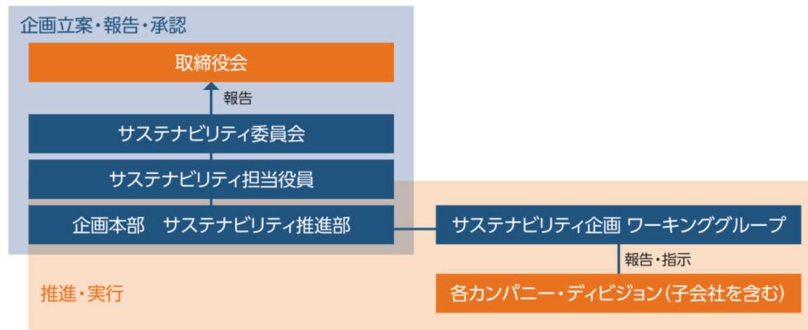 企画立案・報告・承認
取締役会
報告
サステナビリティ委員会
サステナビリティ担当役員
企画本部　サステナビリティ推進部
サステナビリティ企画 ワーキンググループ
報告・指示
推進・実行
各カンパニー・ディビジョン(子会社を含む)